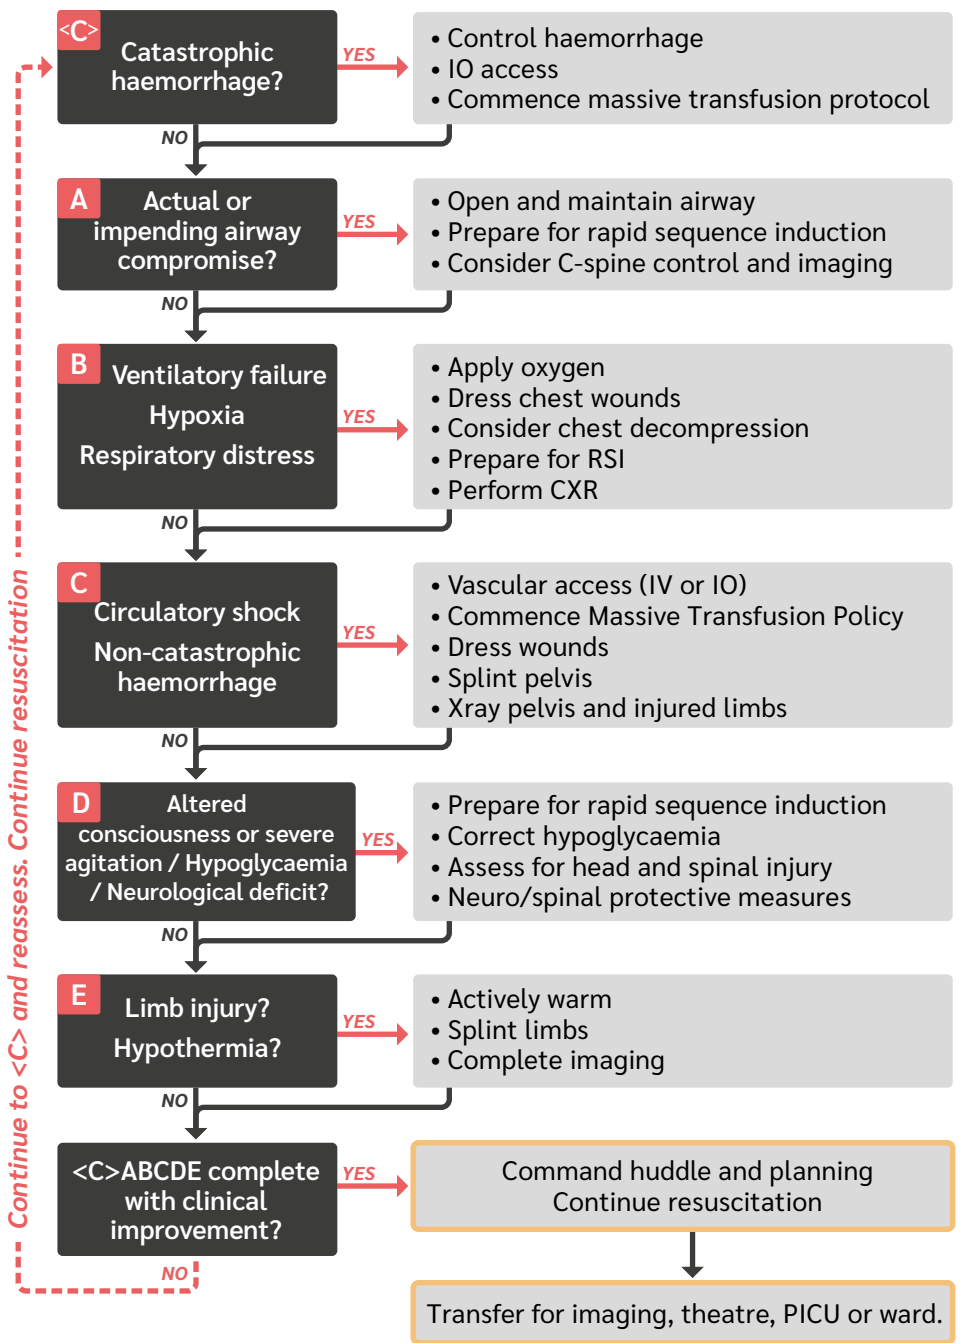 <C>
Catastrophic
haemorrhage?
YES
• Control haemorrhage
• IO access
• Commence massive transfusion protocol
NO
A
Actual or
impending airway
compromise?
YES
• Open and maintain airway
• Prepare for rapid sequence induction
• Consider C-spine control and imaging
NO
B
Ventilatory failure
Hypoxia
Respiratory distress
YES
• Apply oxygen
• Dress chest wounds
• Consider chest decompression
• Prepare for RSI
• Perform CXR
NO
C
Circulatory shock
Non-catastrophic
haemorrhage
YES
• Vascular access (IV or IO)
• Commence Massive Transfusion Policy
• Dress wounds
• Splint pelvis
• Xray pelvis and injured limbs
NO
D
Altered
consciousness or severe
agitation / Hypoglycaemia
/ Neurological deficit?
YES
• Prepare for rapid sequence induction
• Correct hypoglycaemia
• Assess for head and spinal injury
• Neuro/spinal protective measures
NO
E
Limb injury?
Hypothermia?
YES
• Actively warm
• Splint limbs
• Complete imaging
NO
<C>ABCDE complete
with clinical
improvement?
YES
Command huddle and planning
Continue resuscitation
NO
Transfer for imaging, theatre, PICU or ward.
Continue to <C> and reassess. Continue resuscitation